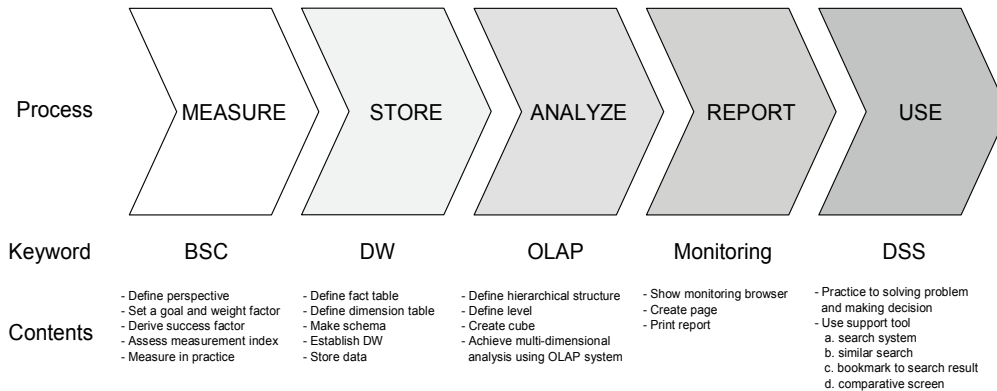 Process
MEASURE
STORE
ANALYZE
REPORT
USE
Keyword
BSC
DW
OLAP
Monitoring
DSS
Contents
- Define perspective
- Set a goal and weight factor
- Derive success factor
- Assess measurement index
- Measure in practice
- Define fact table
- Define dimension table
- Make schema
- Establish DW
- Store data
- Define hierarchical structure
- Define level
- Create cube
- Achieve multi-dimensional
analysis using OLAP system
- Show monitoring browser
- Create page
- Print report
- Practice to solving problem
and making decision
- Use support tool
a. search system
b. similar search
c. bookmark to search result
d. comparative screen